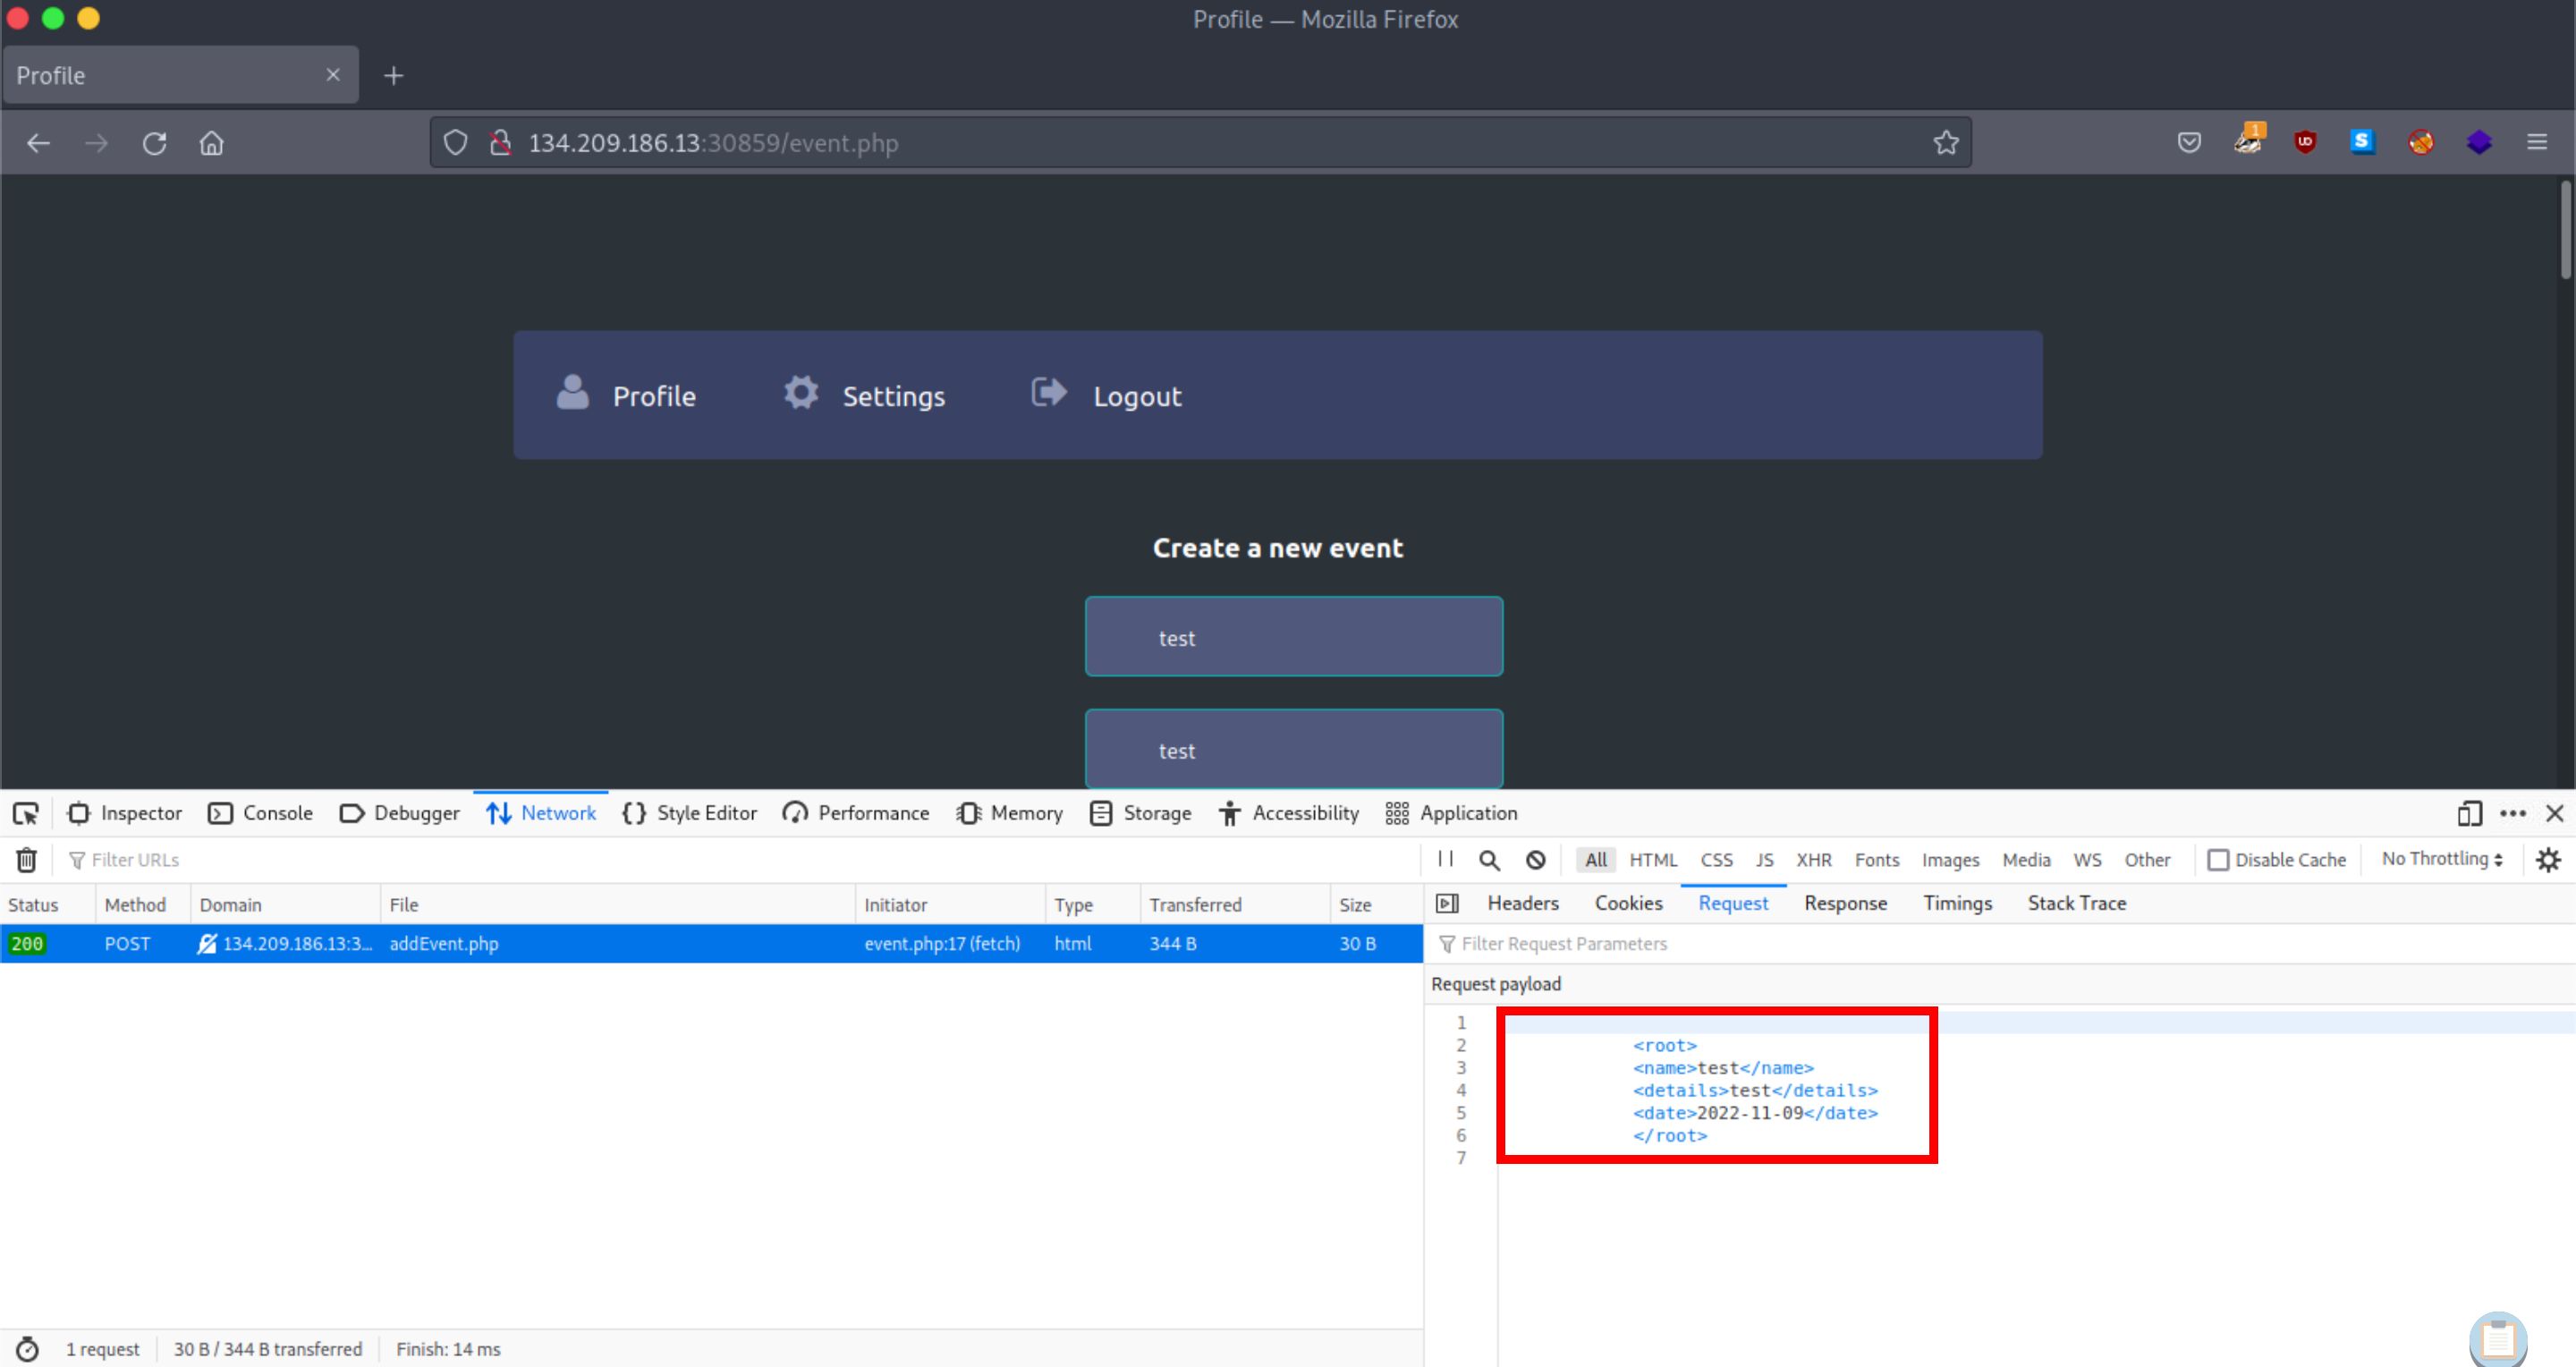 Profile — Mozilla Firefox
Profile
134.209.186.13:30859/event.php
1
UD
S
Profile Settings Logout
Create a new event
test
test
Inspector Console Debugger Network {} Style Editor Performance Memory Storage Accessibility Application
Filter URLs
All HTML CSS JS XHR Fonts Images Media WS Other Disable Cache No Throttling
Status Method Domain File Initiator Type Transferred Size
Headers Cookies Request Response Timings Stack Trace
200 POST 134.209.186.13:3... addEvent.php event.php:17 (fetch) html 344 B 30 B
Filter Request Parameters
Request payload
1
2 <root>
3 <name>test</name>
4 <details>test</details>
5 <date>2022-11-09</date>
6 </root>
7
1 request 30 B / 344 B transferred Finish: 14 ms